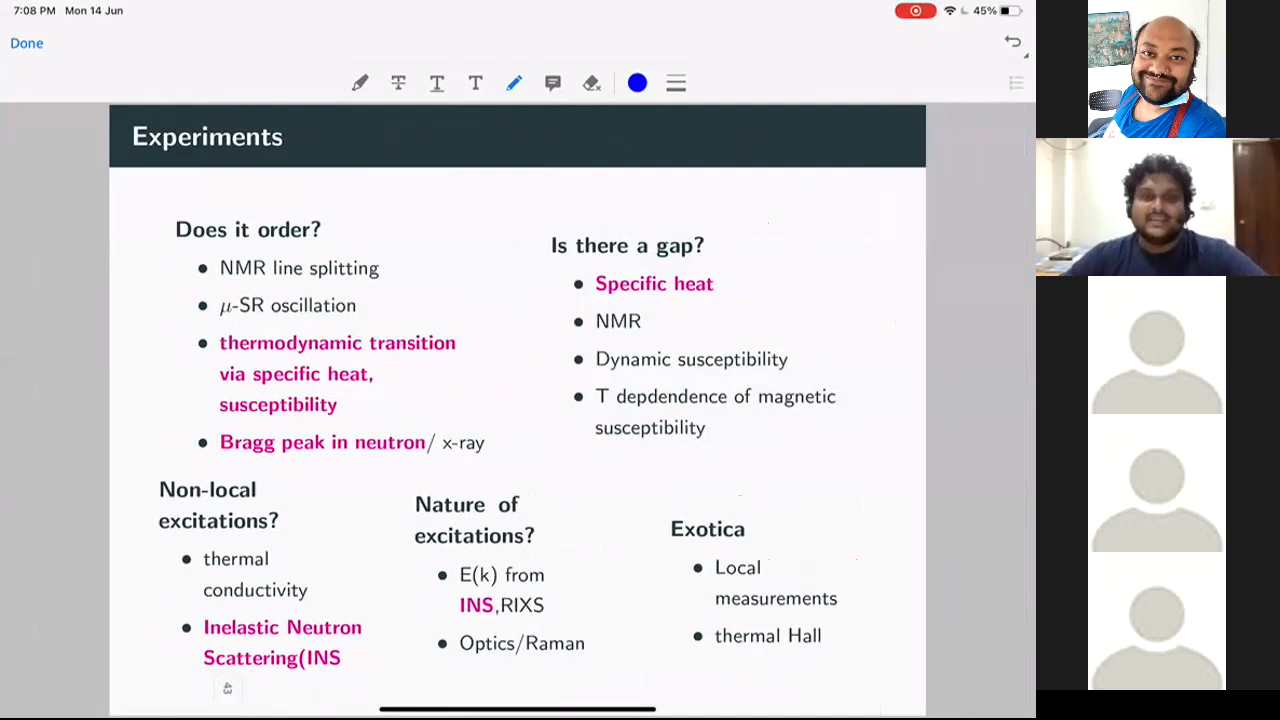 7:08 PM Mon 14 Jun
45%
Done
T T T
Experiments
Does it order?
● NMR line splitting
● μ-SR oscillation
● thermodynamic transition
via specific heat,
susceptibility
● Bragg peak in neutron/ x-ray
Is there a gap?
● Specific heat
● NMR
● Dynamic susceptibility
● T depdendence of magnetic
susceptibility
Non-local
excitations?
● thermal
conductivity
● Inelastic Neutron
Scattering(INS
Nature of
excitations?
● E(k) from
INS,RIXS
● Optics/Raman
Exotica
● Local
measurements
● thermal Hall
43